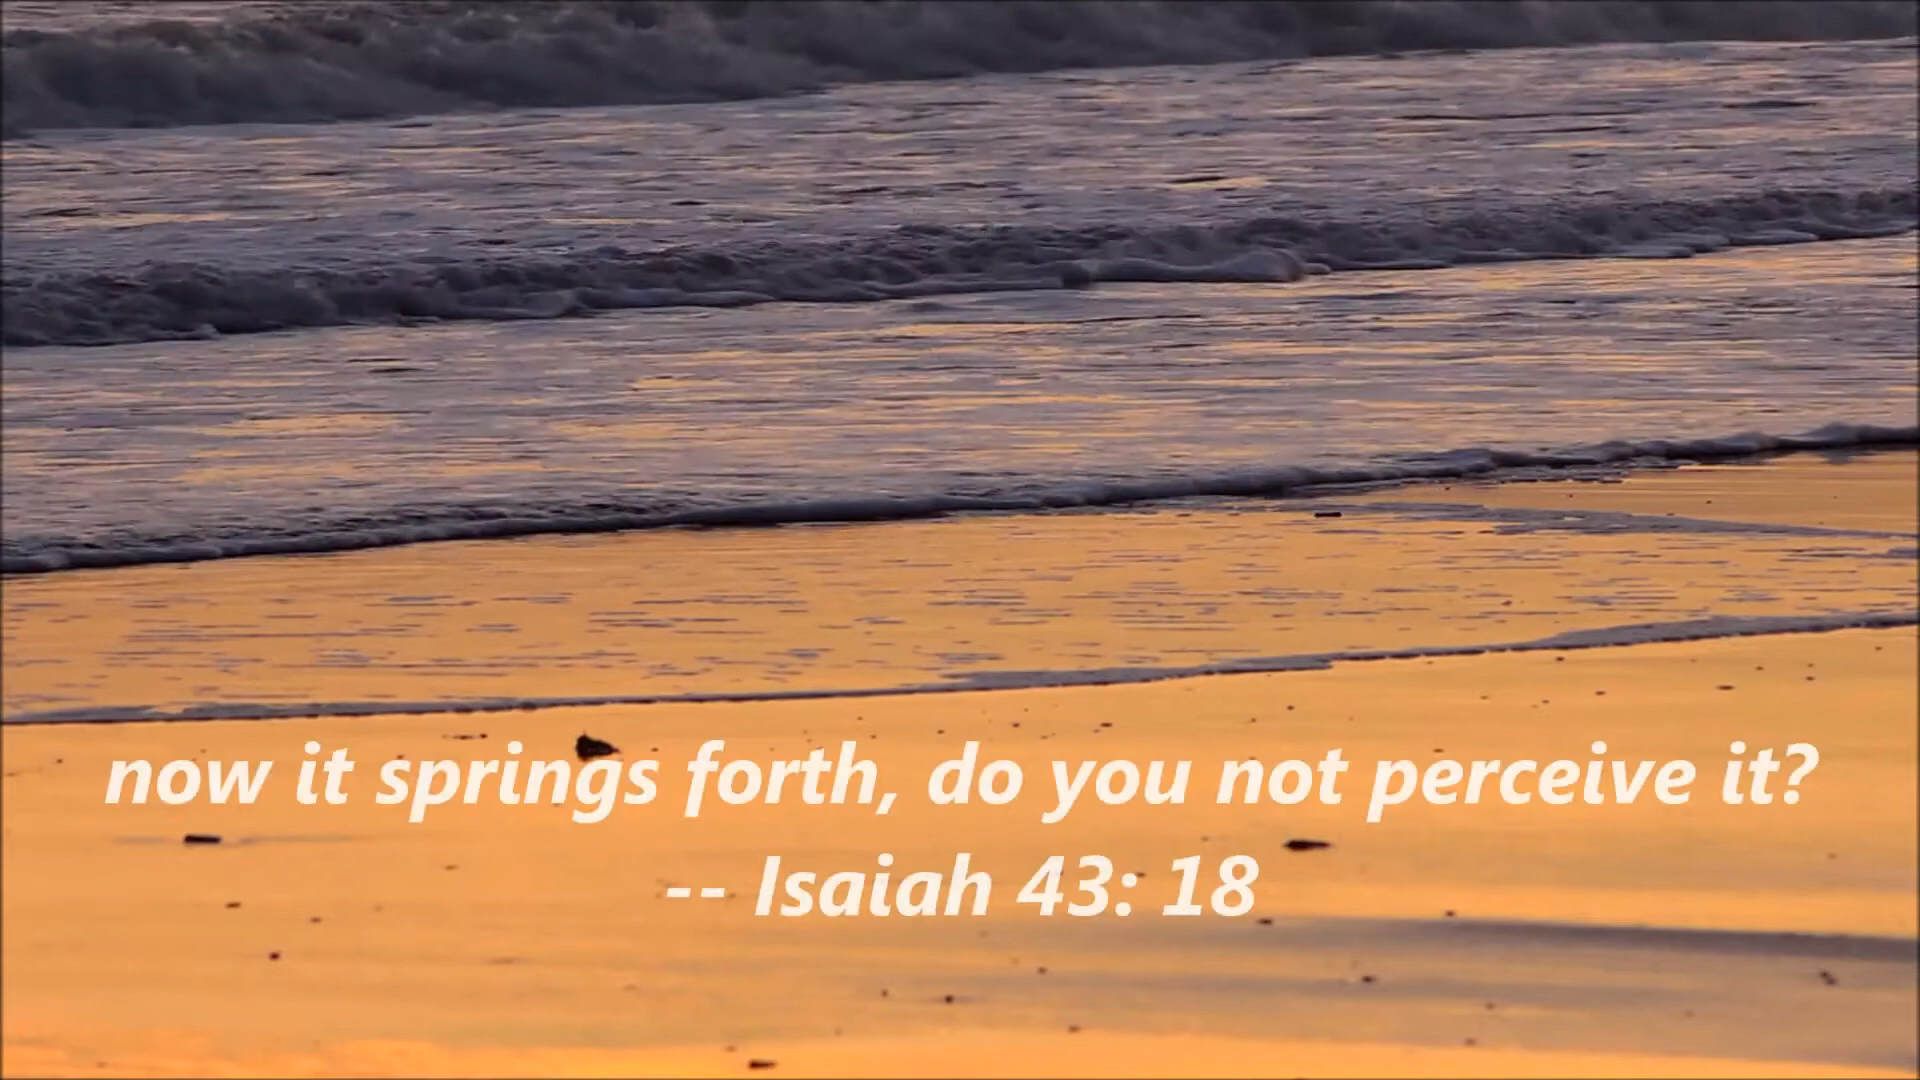 now it springs forth, do you not perceive it?
-- Isaiah 43: 18